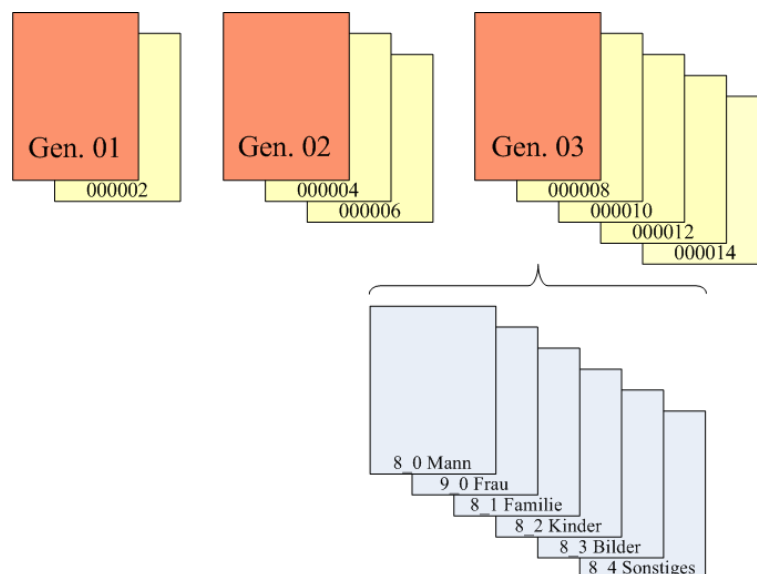 Gen. 01
000002
Gen. 02
000004
000006
Gen. 03
000008
000010
000012
000014
8_0 Mann
9_0 Frau
8_1 Familie
8_2 Kinder
8_3 Bilder
8_4 Sonstiges